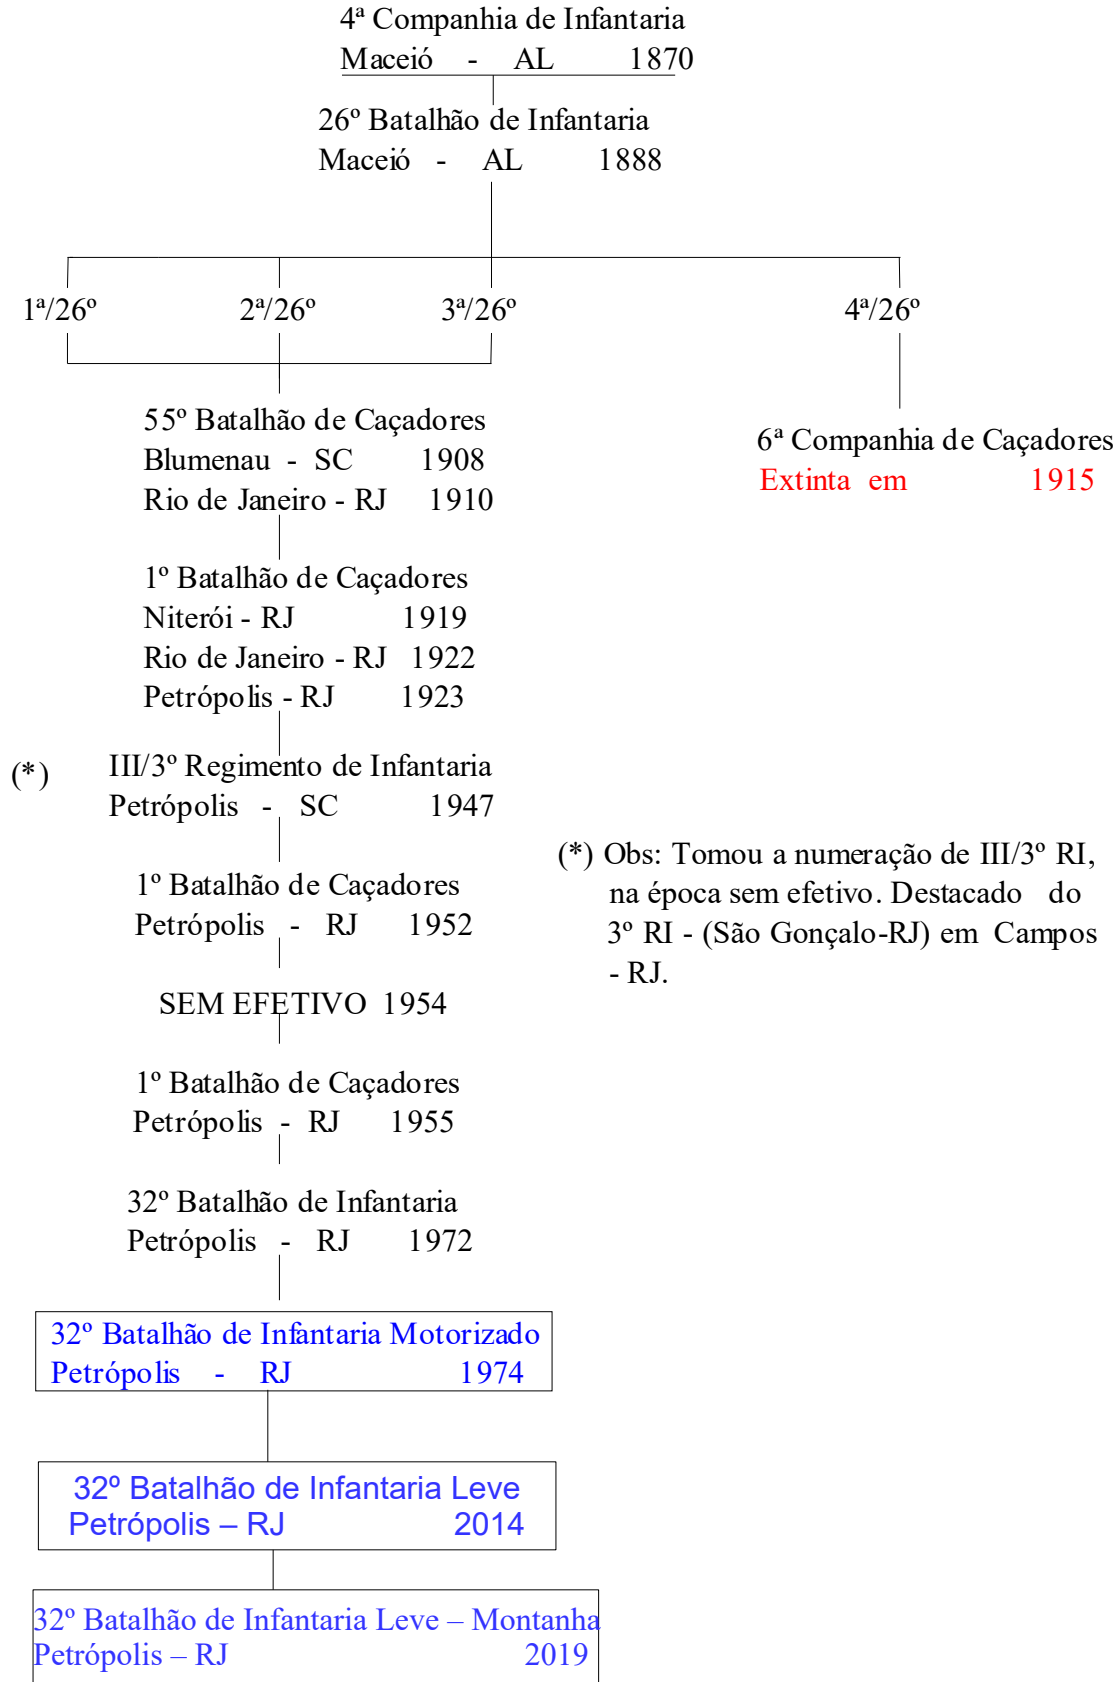 4ª Companhia de Infantaria
Maceió - AL 1870
26º Batalhão de Infantaria
Maceió - AL 1888
1ª/26º 2ª/26º 3ª/26º 4ª/26º
55º Batalhão de Caçadores
Blumenau - SC 1908
Rio de Janeiro - RJ 1910
6ª Companhia de Caçadores
Extinta em 1915
1º Batalhão de Caçadores
Niterói - RJ 1919
Rio de Janeiro - RJ 1922
Petrópolis - RJ 1923
(*) III/3º Regimento de Infantaria
Petrópolis - SC 1947
(*) Obs: Tomou a numeração de III/3º RI,
na época sem efetivo. Destacado do
3º RI - (São Gonçalo-RJ) em Campos
- RJ.
1º Batalhão de Caçadores
Petrópolis - RJ 1952
SEM EFETIVO 1954
1º Batalhão de Caçadores
Petrópolis - RJ 1955
32º Batalhão de Infantaria
Petrópolis - RJ 1972
32º Batalhão de Infantaria Motorizado
Petrópolis - RJ 1974
32º Batalhão de Infantaria Leve
Petrópolis – RJ 2014
32º Batalhão de Infantaria Leve – Montanha
Petrópolis – RJ 2019